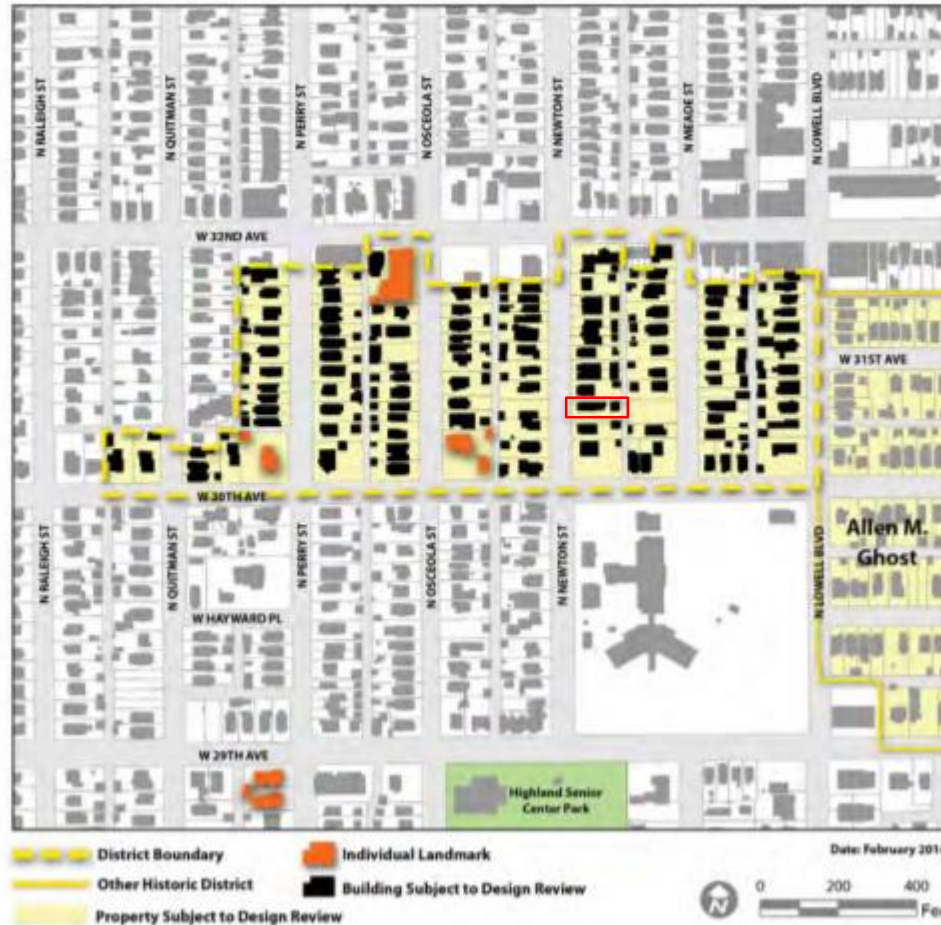 N RALEIGH ST
N QUITMAN ST
N PERRY ST
N OSCEOLA ST
N NEWTON ST
N MEADE ST
N LOWELL BLVD
W 32ND AVE
W 31ST AVE
W 30TH AVE
N RALEIGH ST
N QUITMAN ST
N PERRY ST
N OSCEOLA ST
N NEWTON ST
N LOWELL BLVD
Allen M.
Ghost
W HAYWARD PL
W 29TH AVE
Highland Senior
Center Park
District Boundary
Individual Landmark
Date: February 201
Other Historic District
Building Subject to Design Review
Property Subject to Design Review
N
0 200 400
Fe